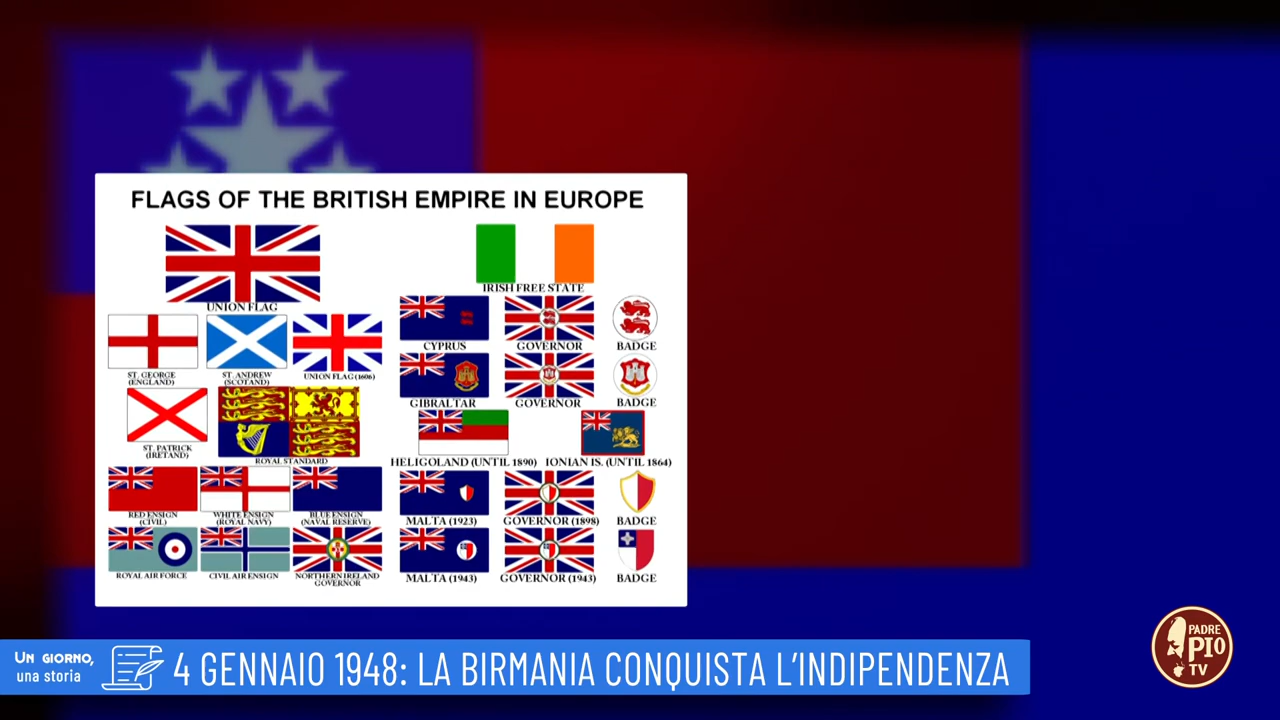 FLAGS OF THE BRITISH EMPIRE IN EUROPE
UNION FLAG
IRISH FREE STATE
CYPRUS
GOVERNOR
BADGE
ST. GEORGE
(ENGLAND)
ST. ANDREW
(SCOTAND)
UNION FLAG (1606)
GIBRALTAR
GOVERNOR
BADGE
ST. PATRICK
(IRETAND)
ROYAL STANDARD
HELIGOLAND (UNTIL 1890)
IONIAN IS. (UNTIL 1864)
RED ENSIGN
(CIVIL)
WHITE ENSIGN
(ROYAL NAVY)
BLUE ENSIGN
(NAVAL RESERVE)
MALTA (1923)
GOVERNOR (1898)
BADGE
ROYAL AIR FORCE
CIVIL AIR ENSIGN
NORTHERN IRELAND
GOVERNOR
MALTA (1943)
GOVERNOR (1943)
BADGE
UN GIORNO,
una storia
4 GENNAIO 1948: LA BIRMANIA CONQUISTA L'INDIPENDENZA
PADRE
PIO
TV